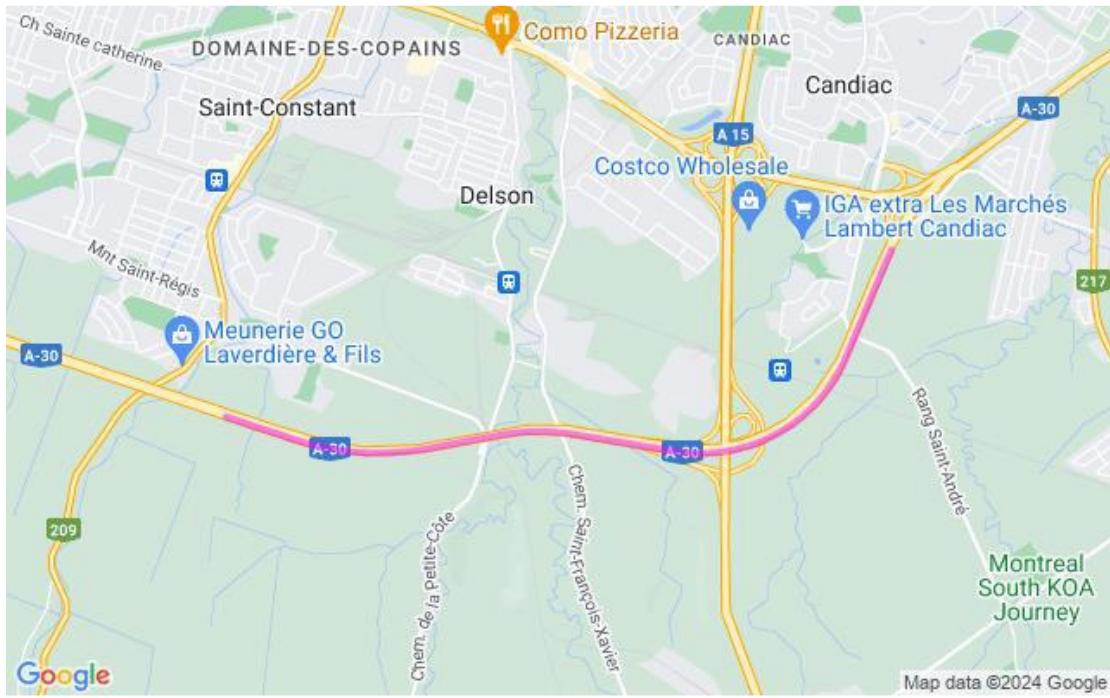 Ch Sainte catherine
DOMAINE-DES-COPAINS
Como Pizzeria
CANDIAC
Candiac
Saint-Constant
A-30
A 15
Costco Wholesale
Delson
IGA extra Les Marchés
Lambert Candiac
Mnt Saint-Régis
217
Meunerie GO
Laverdière & Fils
A-30
A-30
A-30
Rang Saint-André
209
Chem. de la Petite-Côte
Chem. Saint-François-Xavier
Montreal
South KOA
Journey
Google
Map data ©2024 Google